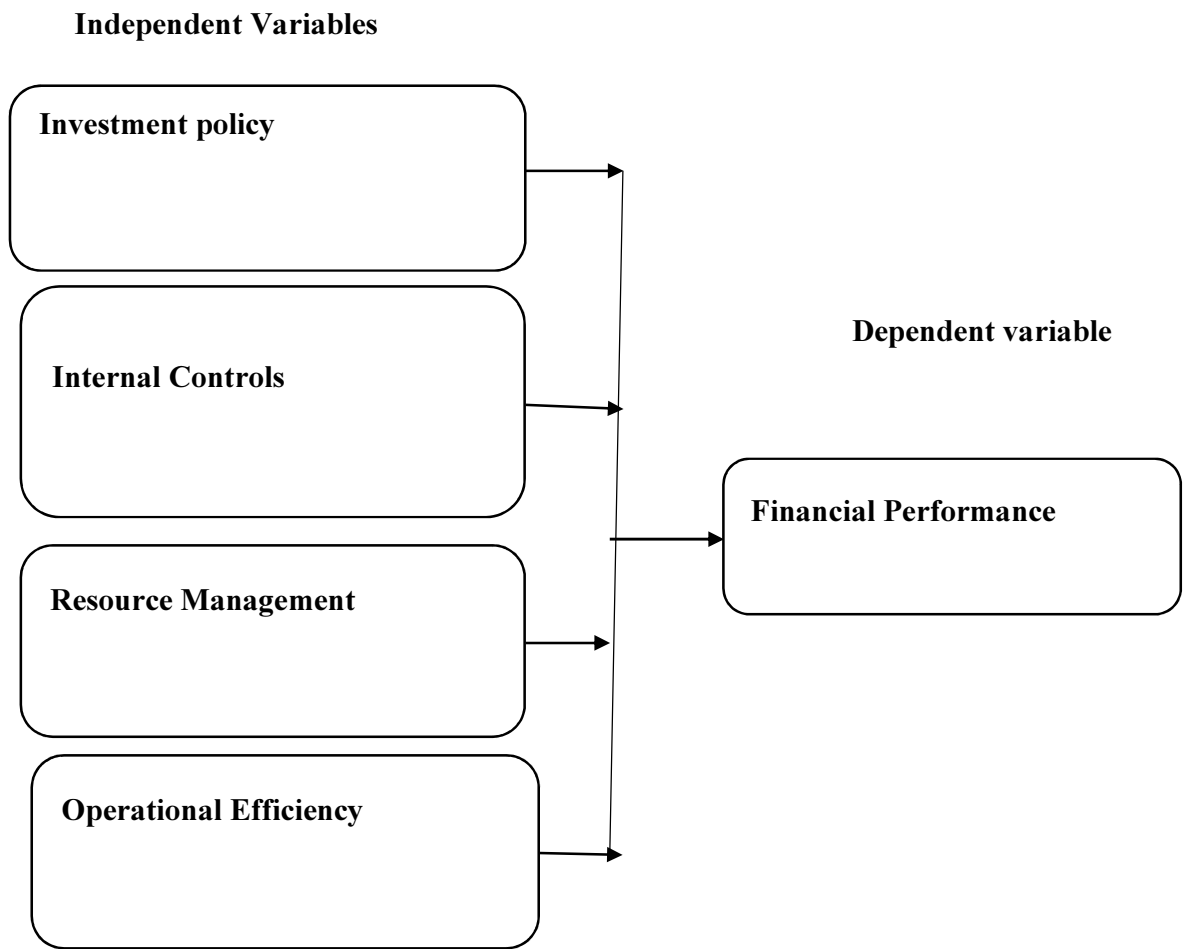 Independent Variables
Investment policy
Internal Controls
Dependent variable
Financial Performance
Resource Management
Operational Efficiency